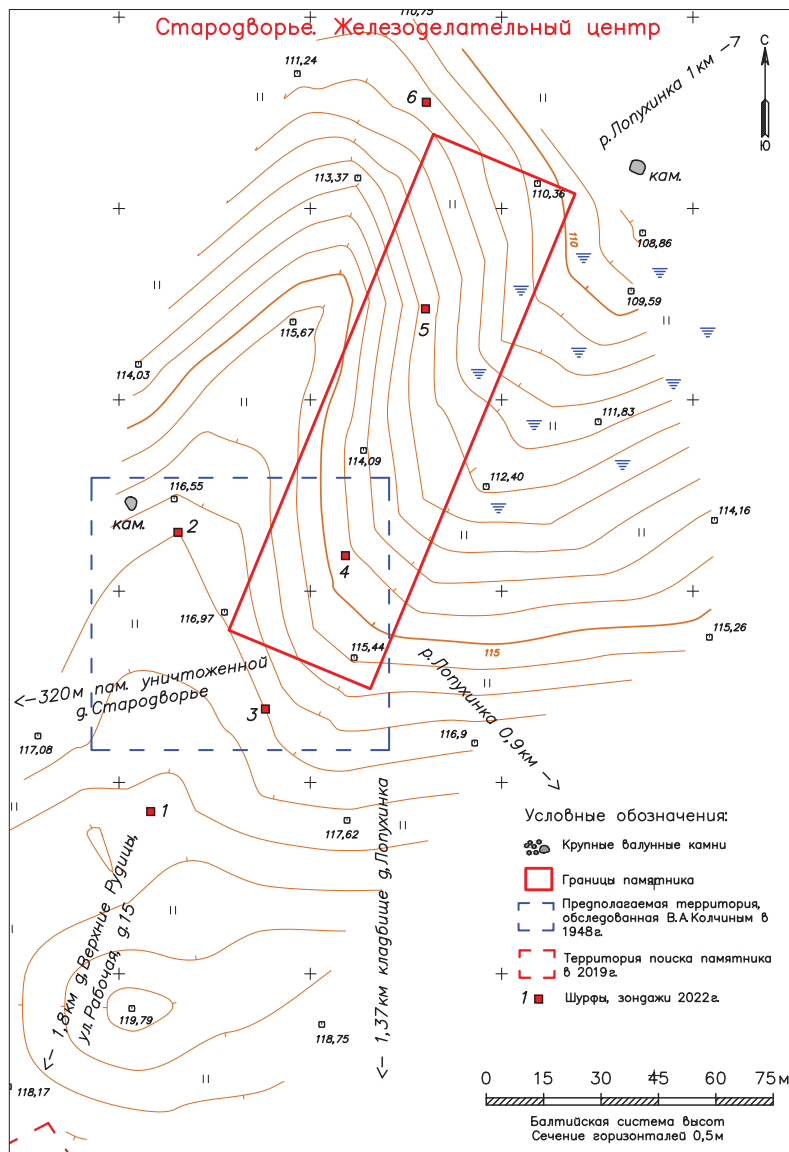 Стародворье. Железоделательный центр
110,75
111,24
6
р. Лопухинка 1 км ->
С
Ю
кам.
113,37
110,36
108,86
110
109,59
5
115,67
114,03
111,83
114,09
112,40
116,55
кам.
2
114,16
4
116,97
115,44
115
115,26
<-320м пам. уничтоженной
д. Стародворье
р. Лопухинка 0,9 км ->
3
117,08
116,9
1
117,62
<- 1,8км д.Верхние Рудицы,
ул.Рабочая, д.15
<- 1,37км кладбище д.Лопухинка
119,79
118,75
118,17
Условные обозначения:
Крупные валунные камни
Границы памятника
Предполагаемая территория,
обследованная В.А.Колчиным в
1948г.
Территория поиска памятника
в 2019г.
1 Шурфы, зондажи 2022г.
0 15 30 45 60 75м
Балтийская система высот
Сечение горизонталей 0,5м